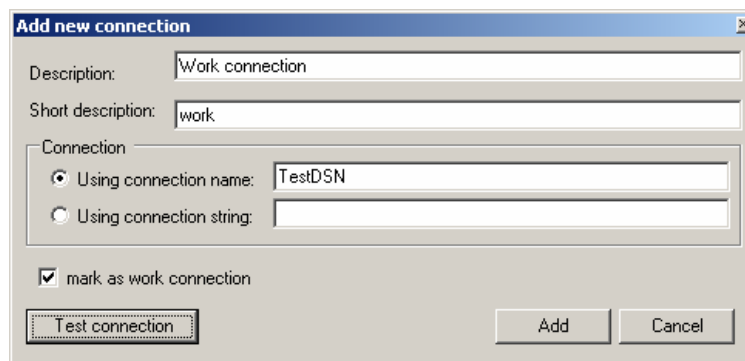 Add new connection
Description: Work connection
Short description: work
Connection
Using connection name: TestDSN
Using connection string:
mark as work connection
Test connection Add Cancel